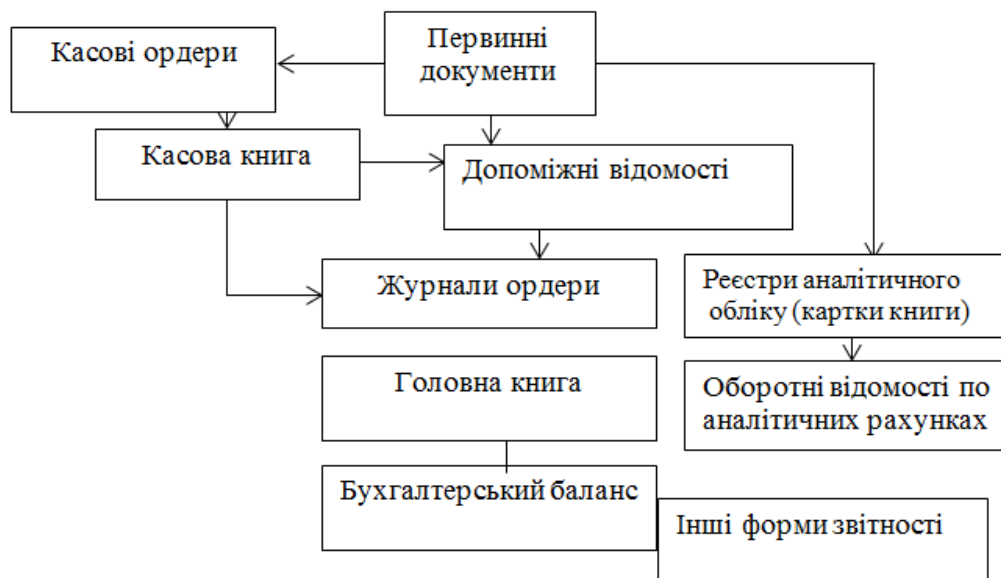 Касові ордери
Первинні
документи
Касова книга
Допоміжні відомості
Журнали ордери
Реєстри аналітичного
обліку (картки книги)
Головна книга
Оборотні відомості по
аналітичних рахунках
Бухгалтерський баланс
Інші форми звітності